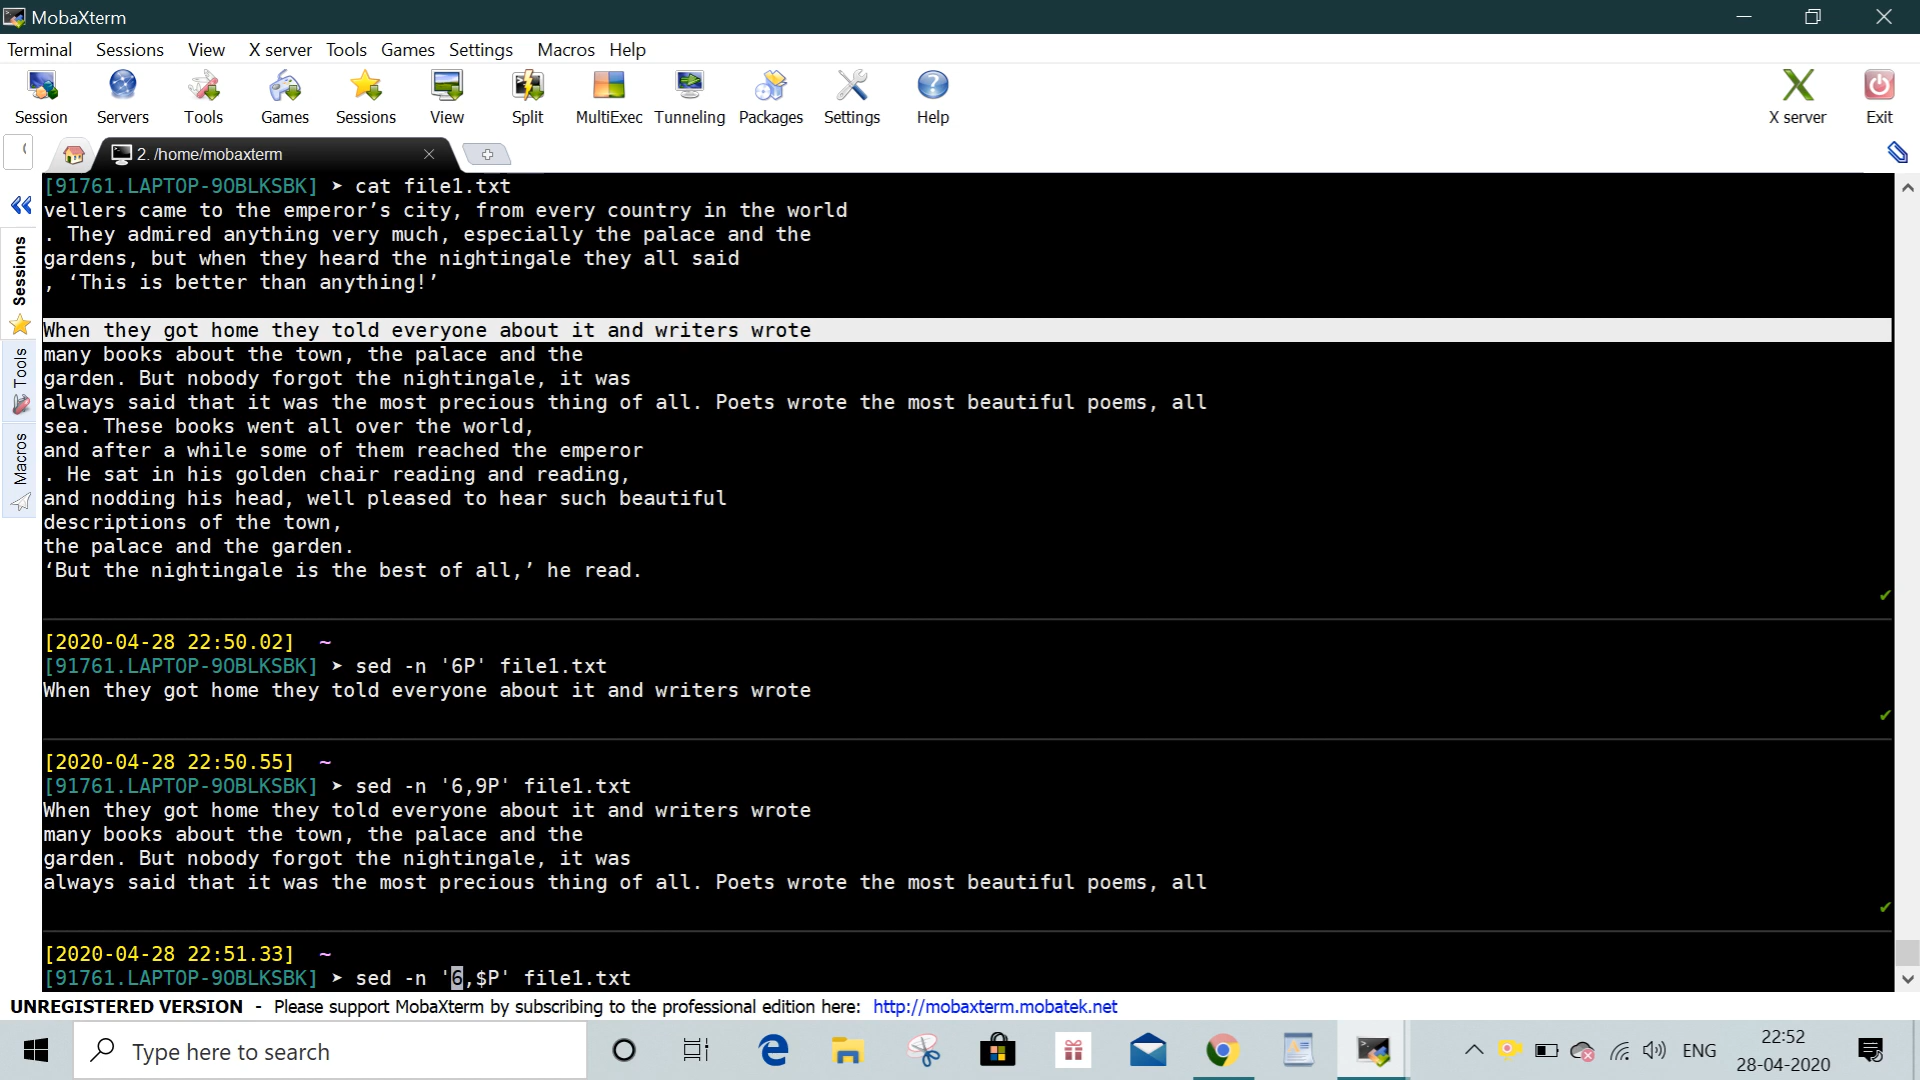 MobaXterm
Terminal Sessions View X server Tools Games Settings Macros Help
Session Servers Tools Games Sessions View Split MultiExec Tunneling Packages Settings Help X server Exit
2. /home/mobaxterm
Sessions
Tools
Macros
[91761.LAPTOP-9OBLKSBK] ➤ cat file1.txt
vellers came to the emperor’s city, from every country in the world
. They admired anything very much, especially the palace and the
gardens, but when they heard the nightingale they all said
, ‘This is better than anything!’
When they got home they told everyone about it and writers wrote
many books about the town, the palace and the
garden. But nobody forgot the nightingale, it was
always said that it was the most precious thing of all. Poets wrote the most beautiful poems, all
sea. These books went all over the world,
and after a while some of them reached the emperor
. He sat in his golden chair reading and reading,
and nodding his head, well pleased to hear such beautiful
descriptions of the town,
the palace and the garden.
‘But the nightingale is the best of all,’ he read.
[2020-04-28 22:50.02] ~
[91761.LAPTOP-9OBLKSBK] ➤ sed -n '6P' file1.txt
When they got home they told everyone about it and writers wrote
[2020-04-28 22:50.55] ~
[91761.LAPTOP-9OBLKSBK] ➤ sed -n '6,9P' file1.txt
When they got home they told everyone about it and writers wrote
many books about the town, the palace and the
garden. But nobody forgot the nightingale, it was
always said that it was the most precious thing of all. Poets wrote the most beautiful poems, all
[2020-04-28 22:51.33] ~
[91761.LAPTOP-9OBLKSBK] ➤ sed -n '6,$P' file1.txt
UNREGISTERED VERSION - Please support MobaXterm by subscribing to the professional edition here: http://mobaxterm.mobatek.net
Type here to search
ENG
22:52
28-04-2020